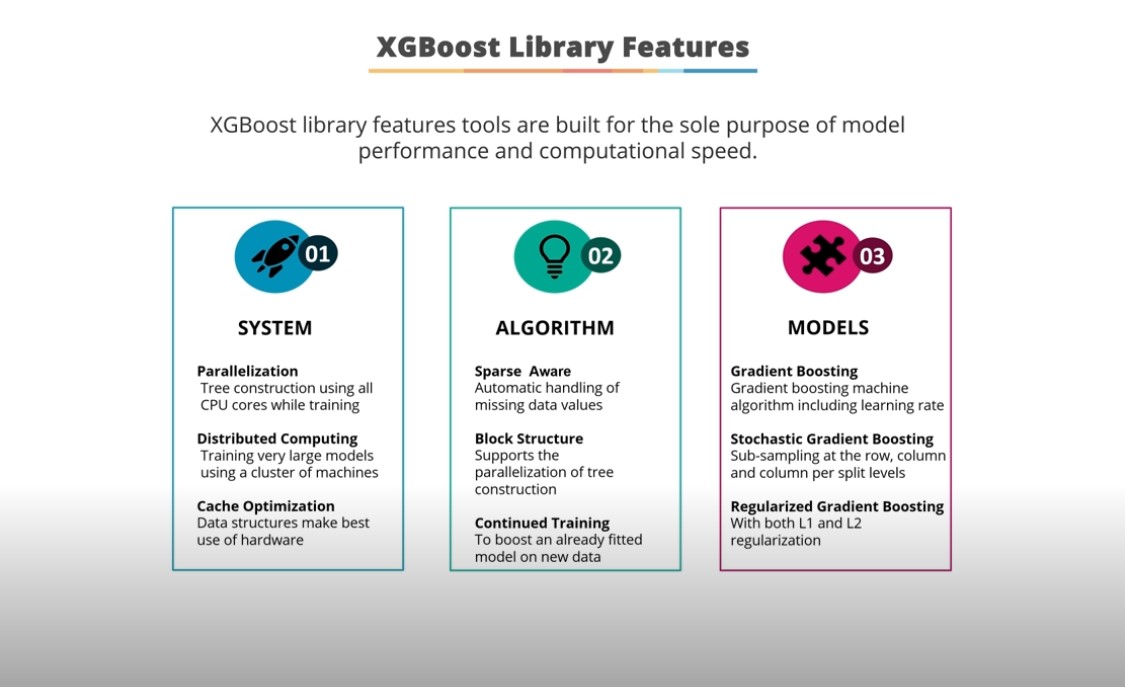 XGBoost Library Features
XGBoost library features tools are built for the sole purpose of model
performance and computational speed.
01
SYSTEM
Parallelization
Tree construction using all
CPU cores while training
Distributed Computing
Training very large models
using a cluster of machines
Cache Optimization
Data structures make best
use of hardware
02
ALGORITHM
Sparse Aware
Automatic handling of
missing data values
Block Structure
Supports the
parallelization of tree
construction
Continued Training
To boost an already fitted
model on new data
03
MODELS
Gradient Boosting
Gradient boosting machine
algorithm including learning rate
Stochastic Gradient Boosting
Sub-sampling at the row, column
and column per split levels
Regularized Gradient Boosting
With both L1 and L2
regularization